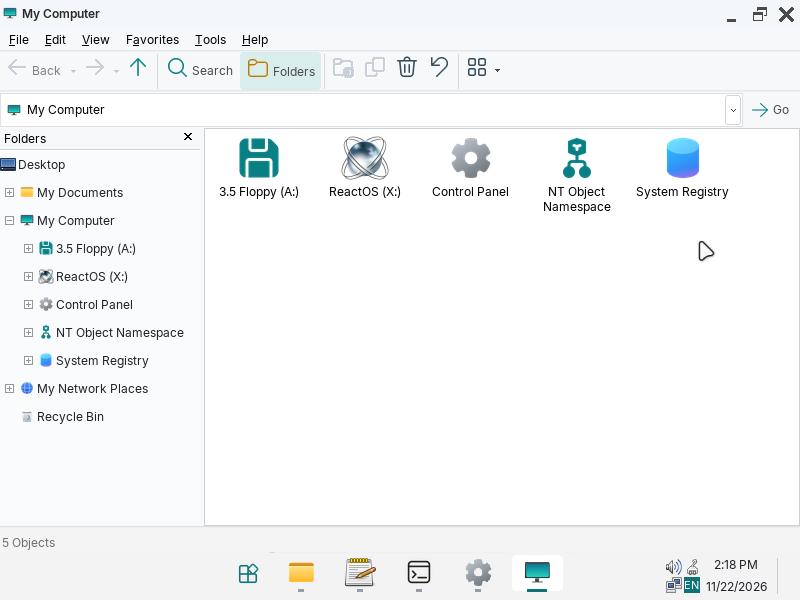 My Computer
File Edit View Favorites Tools Help
Back Search Folders
My Computer Go
Folders
Desktop
My Documents
My Computer
3.5 Floppy (A:)
ReactOS (X:)
Control Panel
NT Object Namespace
System Registry
My Network Places
Recycle Bin
3.5 Floppy (A:) ReactOS (X:) Control Panel NT Object Namespace System Registry
5 Objects
2:18 PM
EN 11/22/2026